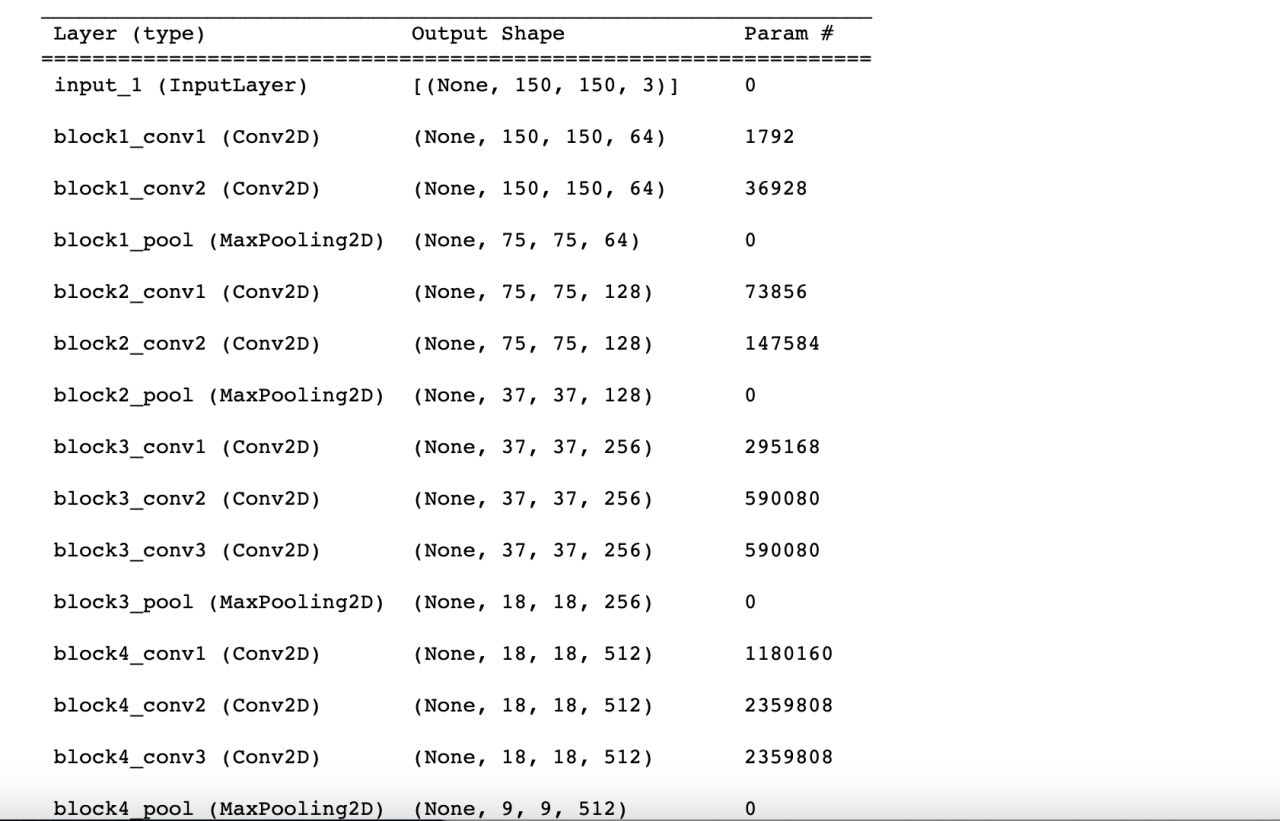 Layer (type) Output Shape Param #
=================================================================
input_1 (InputLayer) [(None, 150, 150, 3)] 0
block1_conv1 (Conv2D) (None, 150, 150, 64) 1792
block1_conv2 (Conv2D) (None, 150, 150, 64) 36928
block1_pool (MaxPooling2D) (None, 75, 75, 64) 0
block2_conv1 (Conv2D) (None, 75, 75, 128) 73856
block2_conv2 (Conv2D) (None, 75, 75, 128) 147584
block2_pool (MaxPooling2D) (None, 37, 37, 128) 0
block3_conv1 (Conv2D) (None, 37, 37, 256) 295168
block3_conv2 (Conv2D) (None, 37, 37, 256) 590080
block3_conv3 (Conv2D) (None, 37, 37, 256) 590080
block3_pool (MaxPooling2D) (None, 18, 18, 256) 0
block4_conv1 (Conv2D) (None, 18, 18, 512) 1180160
block4_conv2 (Conv2D) (None, 18, 18, 512) 2359808
block4_conv3 (Conv2D) (None, 18, 18, 512) 2359808
block4_pool (MaxPooling2D) (None, 9, 9, 512) 0